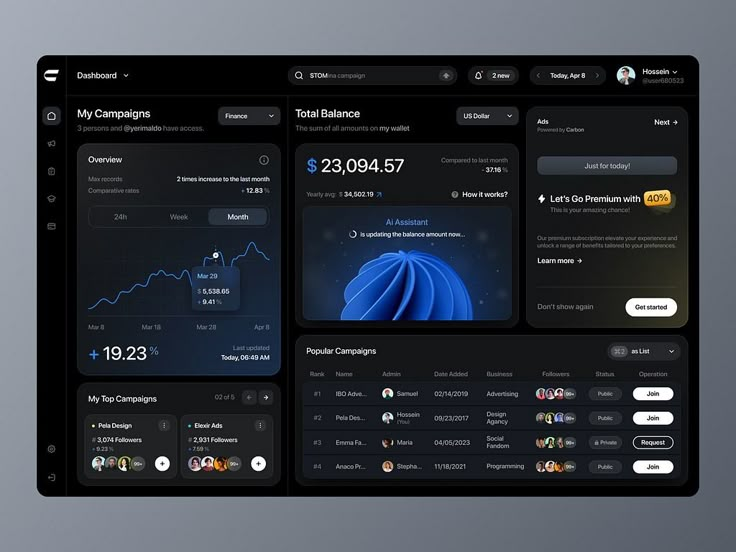 Dashboard
STOMina campaign
2 new
Today, Apr 8
Hossein
@user680523
My Campaigns
3 persons and @yerimaldo have access.
Finance
Overview
Max records
2 times increase to the last month
Comparative rates
+ 12.83 %
24h
Week
Month
Mar 29
$ 5,538.65
+ 9.41 %
Mar 8
Mar 18
Mar 28
Apr 8
+ 19.23 %
Last updated
Today, 06:49 AM
My Top Campaigns
02 of 5
Pela Design
# 3,074 Followers
+ 9.23 %
99+
Elexir Ads
# 2,931 Followers
+ 7.59 %
99+
Total Balance
The sum of all amounts on my wallet
US Dollar
$ 23,094.57
Compared to last month
- 37.16 %
Yearly avg: $ 34,502.19
How it works?
Ai Assistant
is updating the balance amount now...
Ads
Powered by Carbon
Next
Just for today!
Let's Go Premium with 40%
This is your amazing chance!
Our premium subscription elevate your experience and
unlock a range of benefits tailored to your preferences.
Learn more
Don't show again
Get started
Popular Campaigns
⌘ 2
as List
Rank
Name
Admin
Date Added
Business
Followers
Status
Operation
#1
IBO Adve...
Samuel
02/14/2019
Advertising
99+
Public
Join
#2
Pela Des...
Hossein
(You)
09/23/2017
Design
Agancy
99+
Public
Join
#3
Emma Fa...
Maria
04/05/2023
Social
Fandom
99+
Private
Request
#4
Anaco Pr...
Stepha...
11/18/2021
Programming
99+
Public
Join